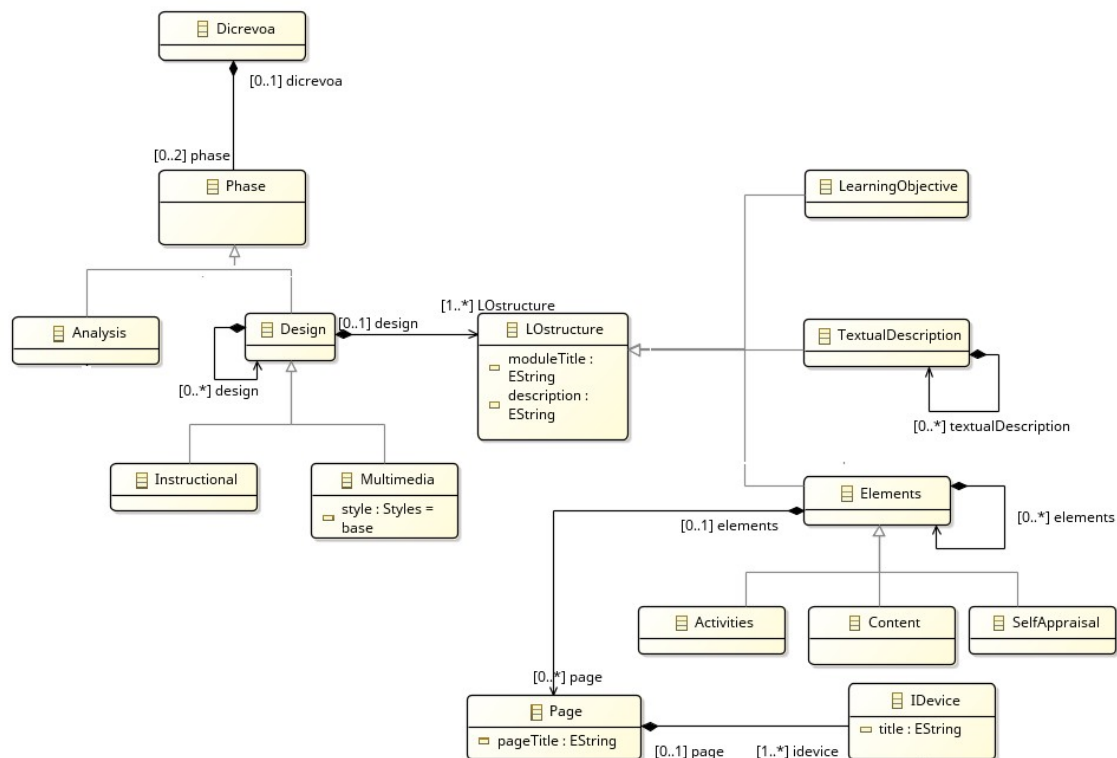 Dicrevoa
[0..1] dicrevoa
[0..2] phase
Phase
LearningObjective
Analysis
Design
[0..1] design
[0..*] design
[1..*] LOstructure
LOstructure
moduleTitle :
EString
description :
EString
TextualDescription
[0..*] textualDescription
Instructional
Multimedia
style : Styles =
base
Elements
[0..1] elements
[0..*] elements
Activities
Content
SelfAppraisal
[0..*] page
Page
pageTitle : EString
[0..1] page
[1..*] idevice
IDevice
title : EString